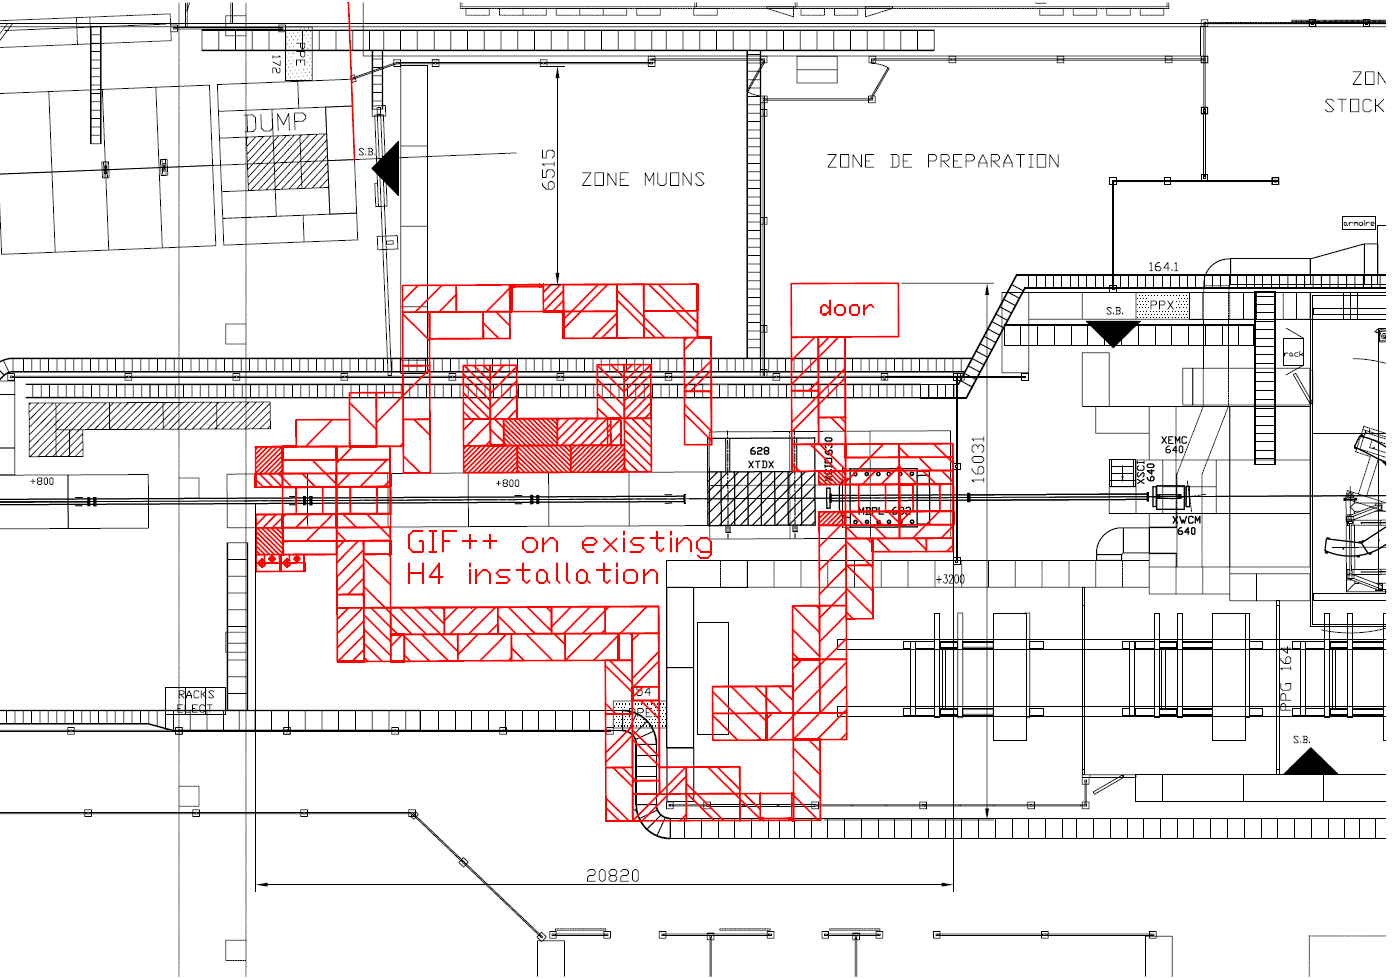 PPE
172
DUMP
S.B.
6515
ZONE MUONS
ZONE DE PREPARATION
ZON
STOCK
armoire
164.1
door
S.B.
PPX
rack
628
XTDX
16031
XEMC
640
XSCI
640
+800
+800
XWCM
640
GIF++ on existing
H4 installation
+3200
RACKS
ELECT
PPG 164
S.B.
20820